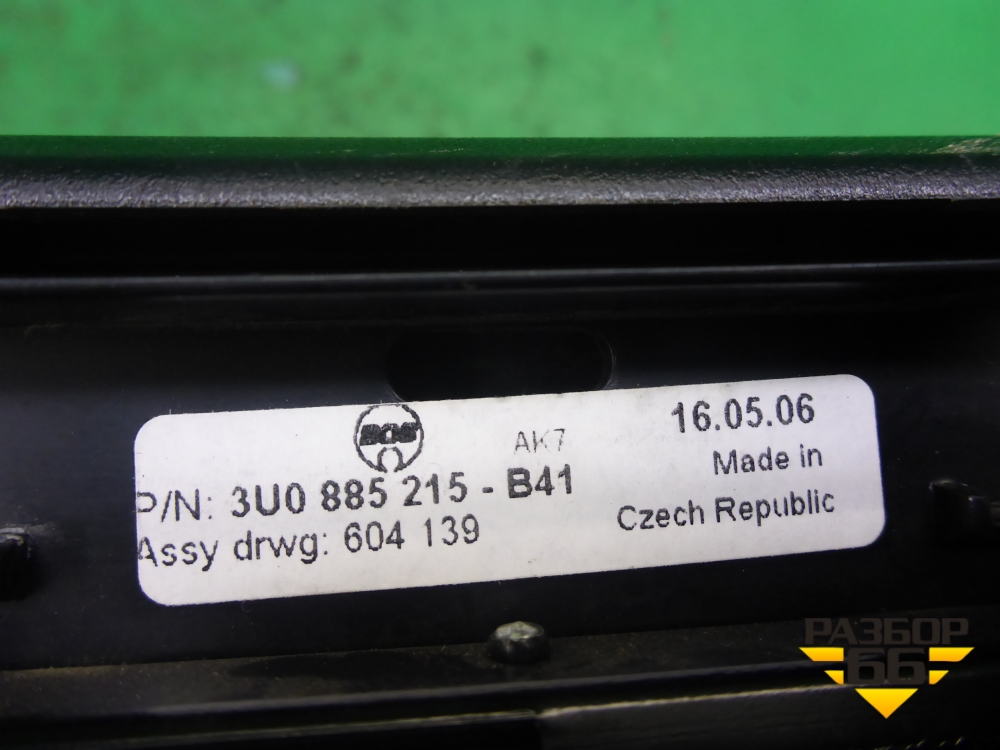 BOS
AK7
16.05.06
P/N: 3U0 885 215 - B41
Made in
Assy drwg: 604 139
Czech Republic
РАЗБОР
66